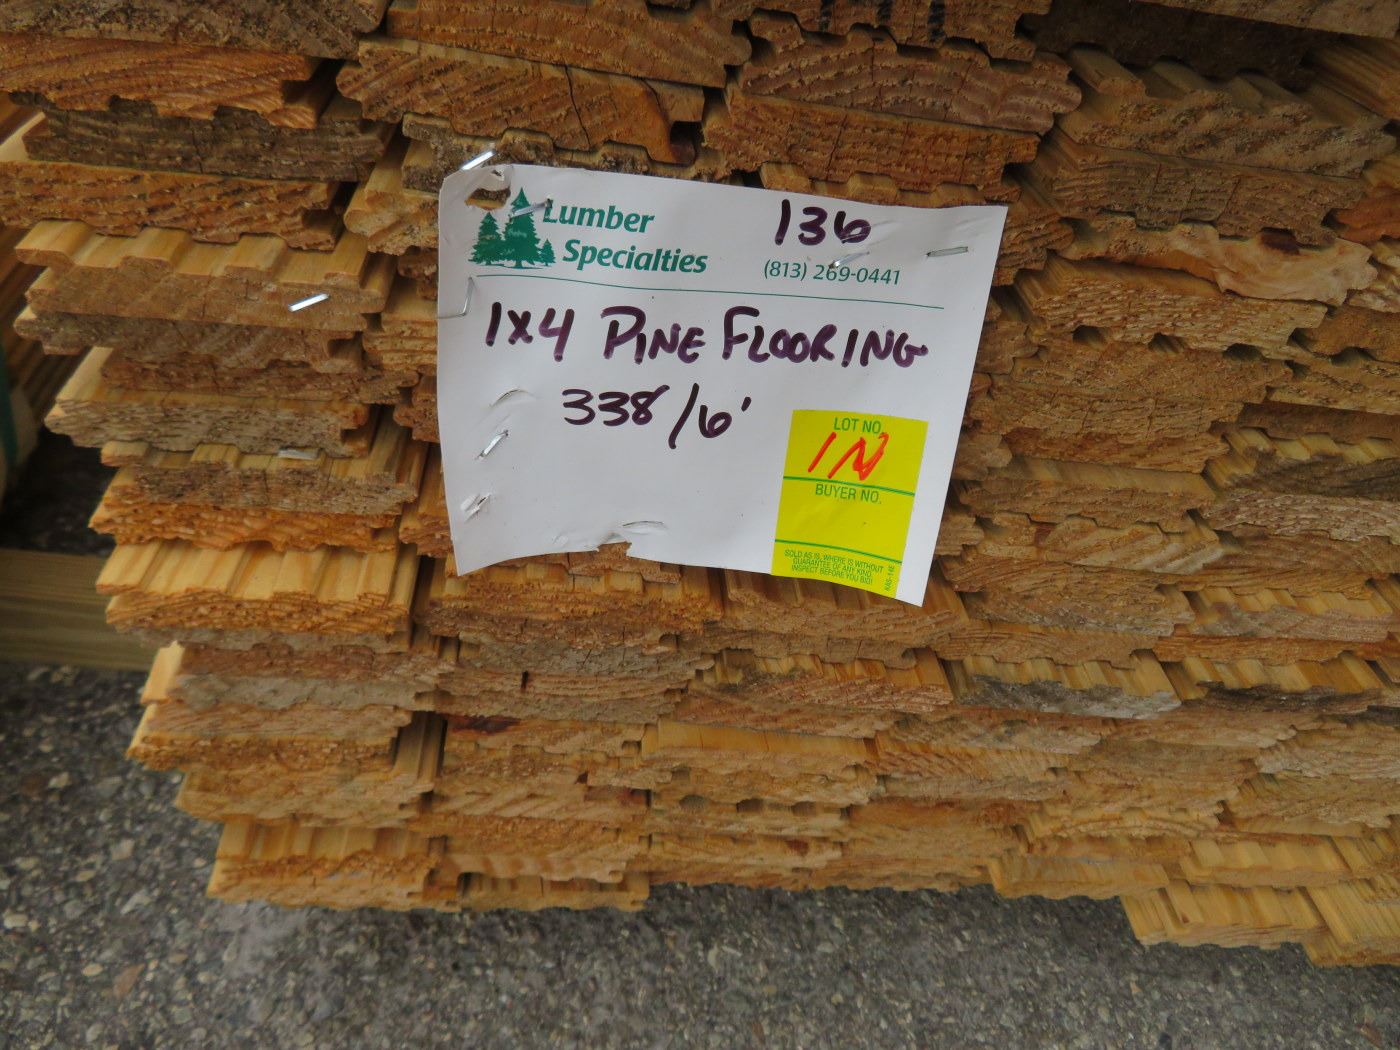 Lumber
Specialties
136
(813) 269-0441
1x4 PINE FLOORING
338/6'
LOT NO.
IN
BUYER NO.
SOLD AS IS, WHERE IS WITHOUT
GUARANTEE OF ANY KIND.
INSPECT BEFORE YOU BID!